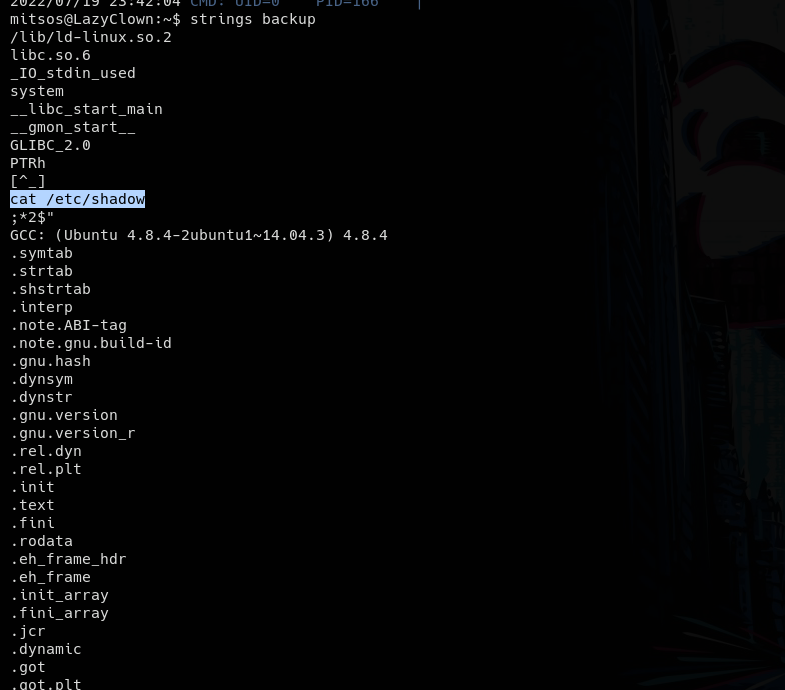 2022/07/19 23:42:04 CMD: UID=0    PID=166    |
mitsos@LazyClown:~$ strings backup
/lib/ld-linux.so.2
libc.so.6
_IO_stdin_used
system
__libc_start_main
__gmon_start__
GLIBC_2.0
PTRh
[^_]
cat /etc/shadow
;*2$"
GCC: (Ubuntu 4.8.4-2ubuntu1~14.04.3) 4.8.4
.symtab
.strtab
.shstrtab
.interp
.note.ABI-tag
.note.gnu.build-id
.gnu.hash
.dynsym
.dynstr
.gnu.version
.gnu.version_r
.rel.dyn
.rel.plt
.init
.text
.fini
.rodata
.eh_frame_hdr
.eh_frame
.init_array
.fini_array
.jcr
.dynamic
.got
.got.plt